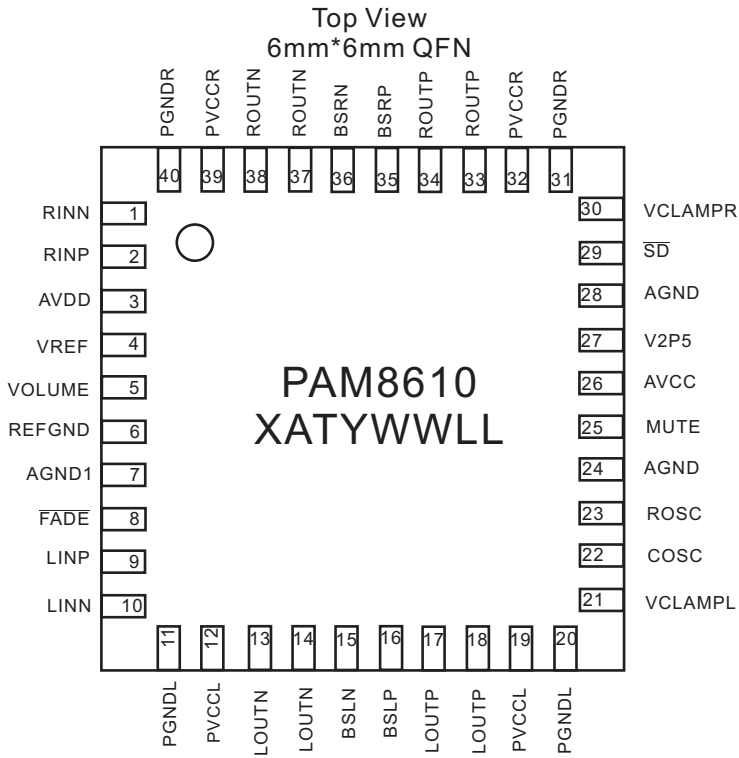 Top View
6mm*6mm QFN
PGNDR
PVCCR
ROUTN
ROUTN
BSRN
BSRP
ROUTP
ROUTP
PVCCR
PGNDR
40
39
38
37
36
35
34
33
32
31
RINN 1
RINP 2
AVDD 3
VREF 4
VOLUME 5
REFGND 6
AGND1 7
FADE 8
LINP 9
LINN 10
PAM8610
XATYWWLL
30 VCLAMPR
29 SD
28 AGND
27 V2P5
26 AVCC
25 MUTE
24 AGND
23 ROSC
22 COSC
21 VCLAMPL
11
12
13
14
15
16
17
18
19
20
PGNDL
PVCCL
LOUTN
LOUTN
BSLN
BSLP
LOUTP
LOUTP
PVCCL
PGNDL